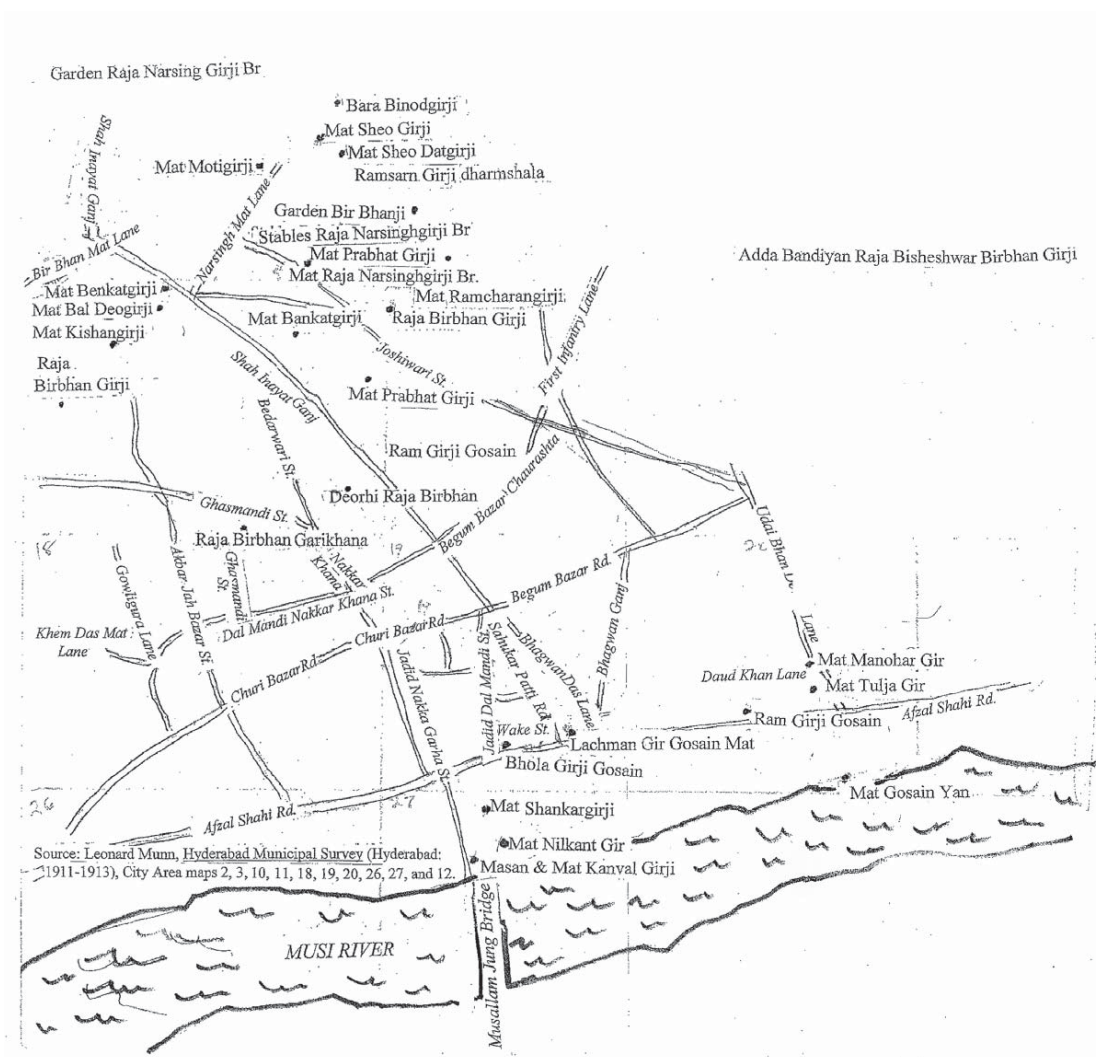 Garden Raja Narsing Girji Br
Bara Binodgirji
Mat Sheo Girji
Shah Inayat Ganj
Mat Sheo Datgirji
Mat Motigirji
Ramsarn Girji dharmshala
Narsingh Mat Lane
Garden Bir Bhanji
Stables Raja Narsinghgirji Br
Bir Bhan Mat Lane
Mat Prabhat Girji
Adda Bandiyan Raja Bisheshwar Birbhan Girji
Mat Raja Narsinghgirji Br.
Mat Benkatgirji
Mat Ramcharangirji
Mat Bal Deogirji
Mat Bankatgirji
Raja Birbhan Girji
Mat Kishangirji
First Infantry Lane
Joshiwari St.
Raja
Birbhan Girji
Shah Inayat Ganj
Mat Prabhat Girji
Bedarwari St.
Ram Girji Gosain
Begum Bazar Chaurashta
Deorhi Raja Birbhan
Ghasmandi St.
Raja Birbhan Garikhana
Udai Bhan
Lane
18
19
Nakkar
Khana
Ghasmandi
St.
Akbar Jah Bazar St.
Gowligura Lane
Begum Bazar Rd.
Dal Mandi Nakkar Khana St.
Churi Bazar Rd
Khem Das Mat
Lane
Churi Bazar Rd.
Jadid Nakka Garha St.
Jadid Dal Mandi St.
Sahukar Patti Rd
Bhagwan Das Lane
Bhagwan Ganj
Mat Manohar Gir
Daud Khan Lane
Mat Tulja Gir
Ram Girji Gosain
Afzal Shahi Rd.
Wake St.
Lachman Gir Gosain Mat
Bhola Girji Gosain
26
27
Mat Gosain Yan
Mat Shankargirji
Afzal Shahi Rd.
Mat Nilkant Gir
Source: Leonard Munn, Hyderabad Municipal Survey (Hyderabad:
1911-1913), City Area maps 2, 3, 10, 11, 18, 19, 20, 26, 27, and 12.
Masan & Mat Kanval Girji
Musallam Jung Bridge
MUSI RIVER